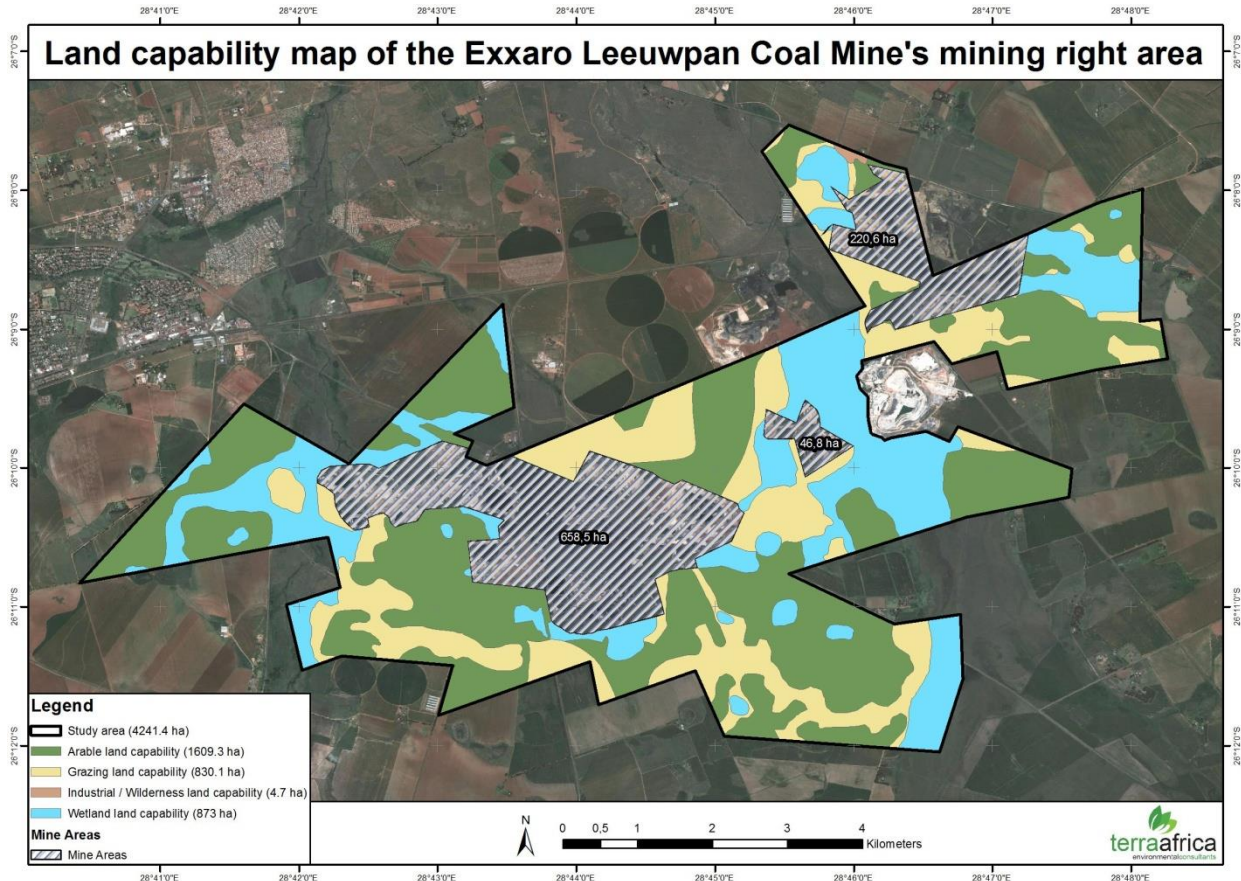 28°41'0"E 28°42'0"E 28°43'0"E 28°44'0"E 28°45'0"E 28°46'0"E 28°47'0"E 28°48'0"E
Land capability map of the Exxaro Leeuwpan Coal Mine's mining right area
26°7'0"S 26°7'0"S
26°8'0"S 26°8'0"S
220,6 ha
26°9'0"S 26°9'0"S
46,8 ha
26°10'0"S 26°10'0"S
658,5 ha
26°11'0"S 26°11'0"S
26°12'0"S 26°12'0"S
Legend
Study area (4241.4 ha)
Arable land capability (1609.3 ha)
Grazing land capability (830.1 ha)
Industrial / Wilderness land capability (4.7 ha)
Wetland land capability (873 ha)
Mine Areas
Mine Areas
N
0 0,5 1 2 3 4
Kilometers
terraafrica
environmentalconsultants
28°41'0"E 28°42'0"E 28°43'0"E 28°44'0"E 28°45'0"E 28°46'0"E 28°47'0"E 28°48'0"E